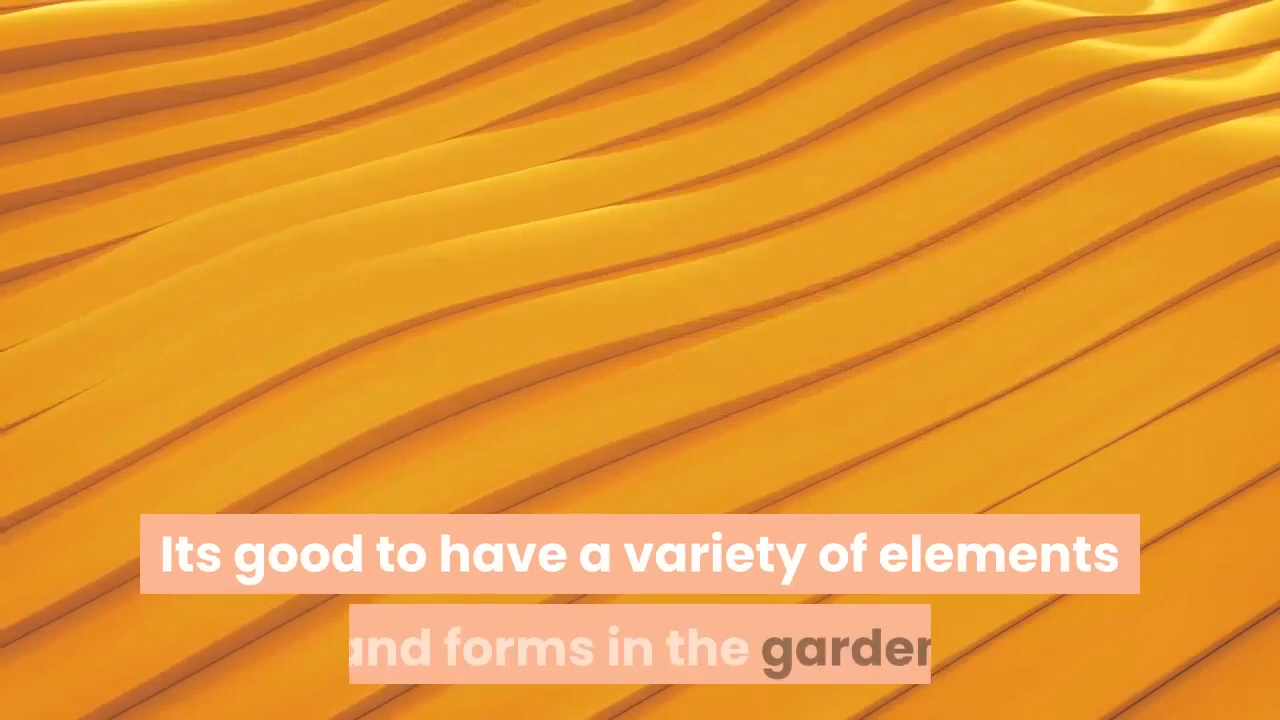 Its good to have a variety of elements
and forms in the garden